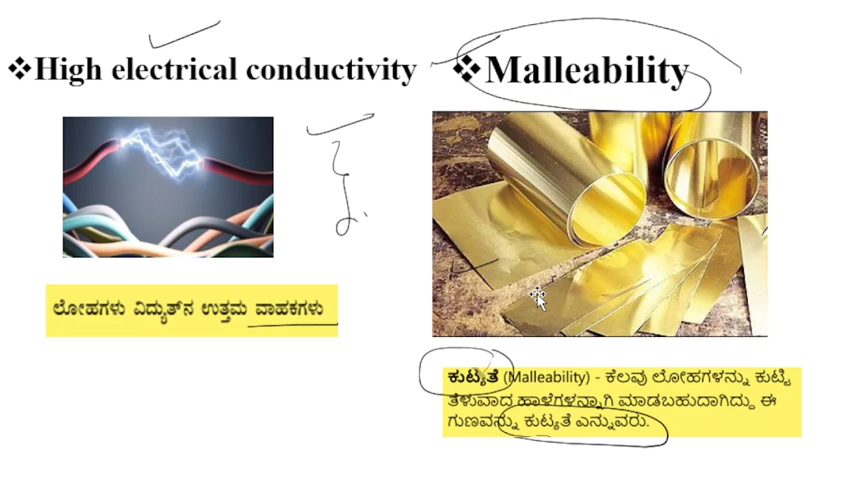 ❖High electrical conductivity
❖Malleability
ಲೋಹಗಳು ವಿದ್ಯುತ್‌ನ ಉತ್ತಮ ವಾಹಕಗಳು
ಕುಟ್ಯತೆ (Malleability) - ಕೆಲವು ಲೋಹಗಳನ್ನು ಕುಟ್ಟಿ
ತೆಳುವಾದ ಹಾಳೆಗಳನ್ನಾಗಿ ಮಾಡಬಹುದಾಗಿದ್ದು ಈ
ಗುಣವನ್ನು ಕುಟ್ಯತೆ ಎನ್ನುವರು.